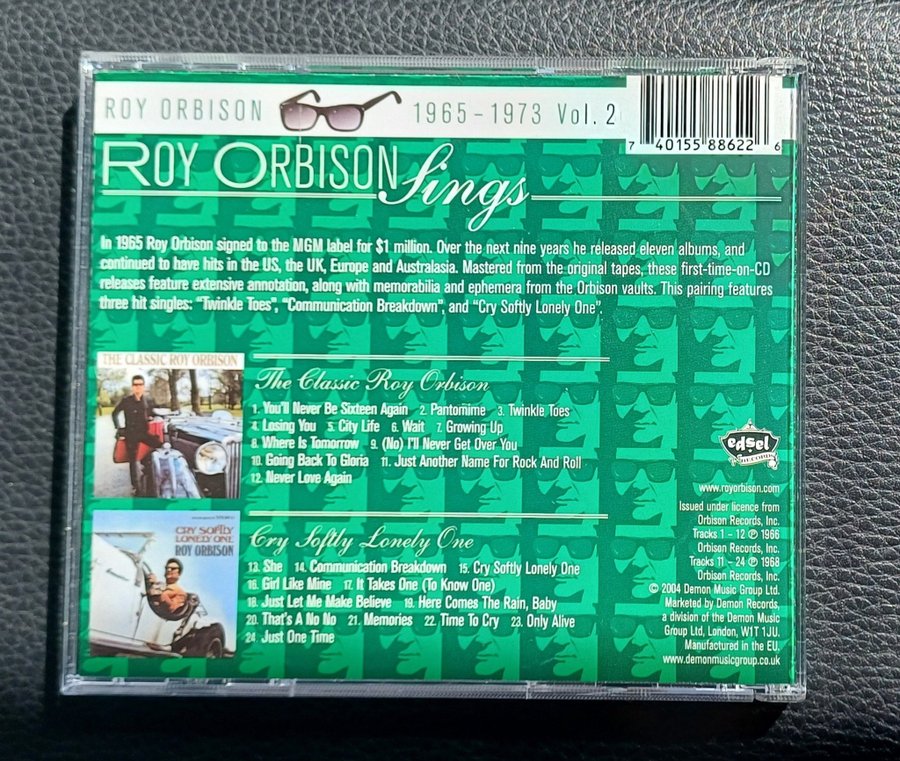 ROY ORBISON 1965 – 1973 Vol. 2
7 40155 88622 6
ROY ORBISON Sings
In 1965 Roy Orbison signed to the MGM label for $1 million. Over the next nine years he released eleven albums, and
continued to have hits in the US, the UK, Europe and Australasia. Mastered from the original tapes, these first-time-on-CD
releases feature extensive annotation, along with memorabilia and ephemera from the Orbison vaults. This pairing features
three hit singles: "Twinkle Toes", "Communication Breakdown", and "Cry Softly Lonely One".
THE CLASSIC ROY ORBISON
The Classic Roy Orbison
1. You'll Never Be Sixteen Again 2. Pantomime 3. Twinkle Toes
4. Losing You 5. City Life 6. Wait 7. Growing Up
8. Where Is Tomorrow 9. (No) I'll Never Get Over You
10. Going Back To Gloria 11. Just Another Name For Rock And Roll
12. Never Love Again
CRY SOFTLY
LONELY ONE
ROY ORBISON
Cry Softly Lonely One
13. She 14. Communication Breakdown 15. Cry Softly Lonely One
16. Girl Like Mine 17. It Takes One (To Know One)
18. Just Let Me Make Believe 19. Here Comes The Rain, Baby
20. That's A No No 21. Memories 22. Time To Cry 23. Only Alive
24. Just One Time
edsel
RECORDS
www.royorbison.com
Issued under licence from
Orbison Records, Inc.
Tracks 1 - 12 ℗ 1966
Orbison Records, Inc.
Tracks 11 - 24 ℗ 1968
Orbison Records, Inc.
© 2004 Demon Music Group Ltd.
Marketed by Demon Records,
a division of the Demon Music
Group Ltd, London, W1T 1JU.
Manufactured in the EU.
www.demonmusicgroup.co.uk